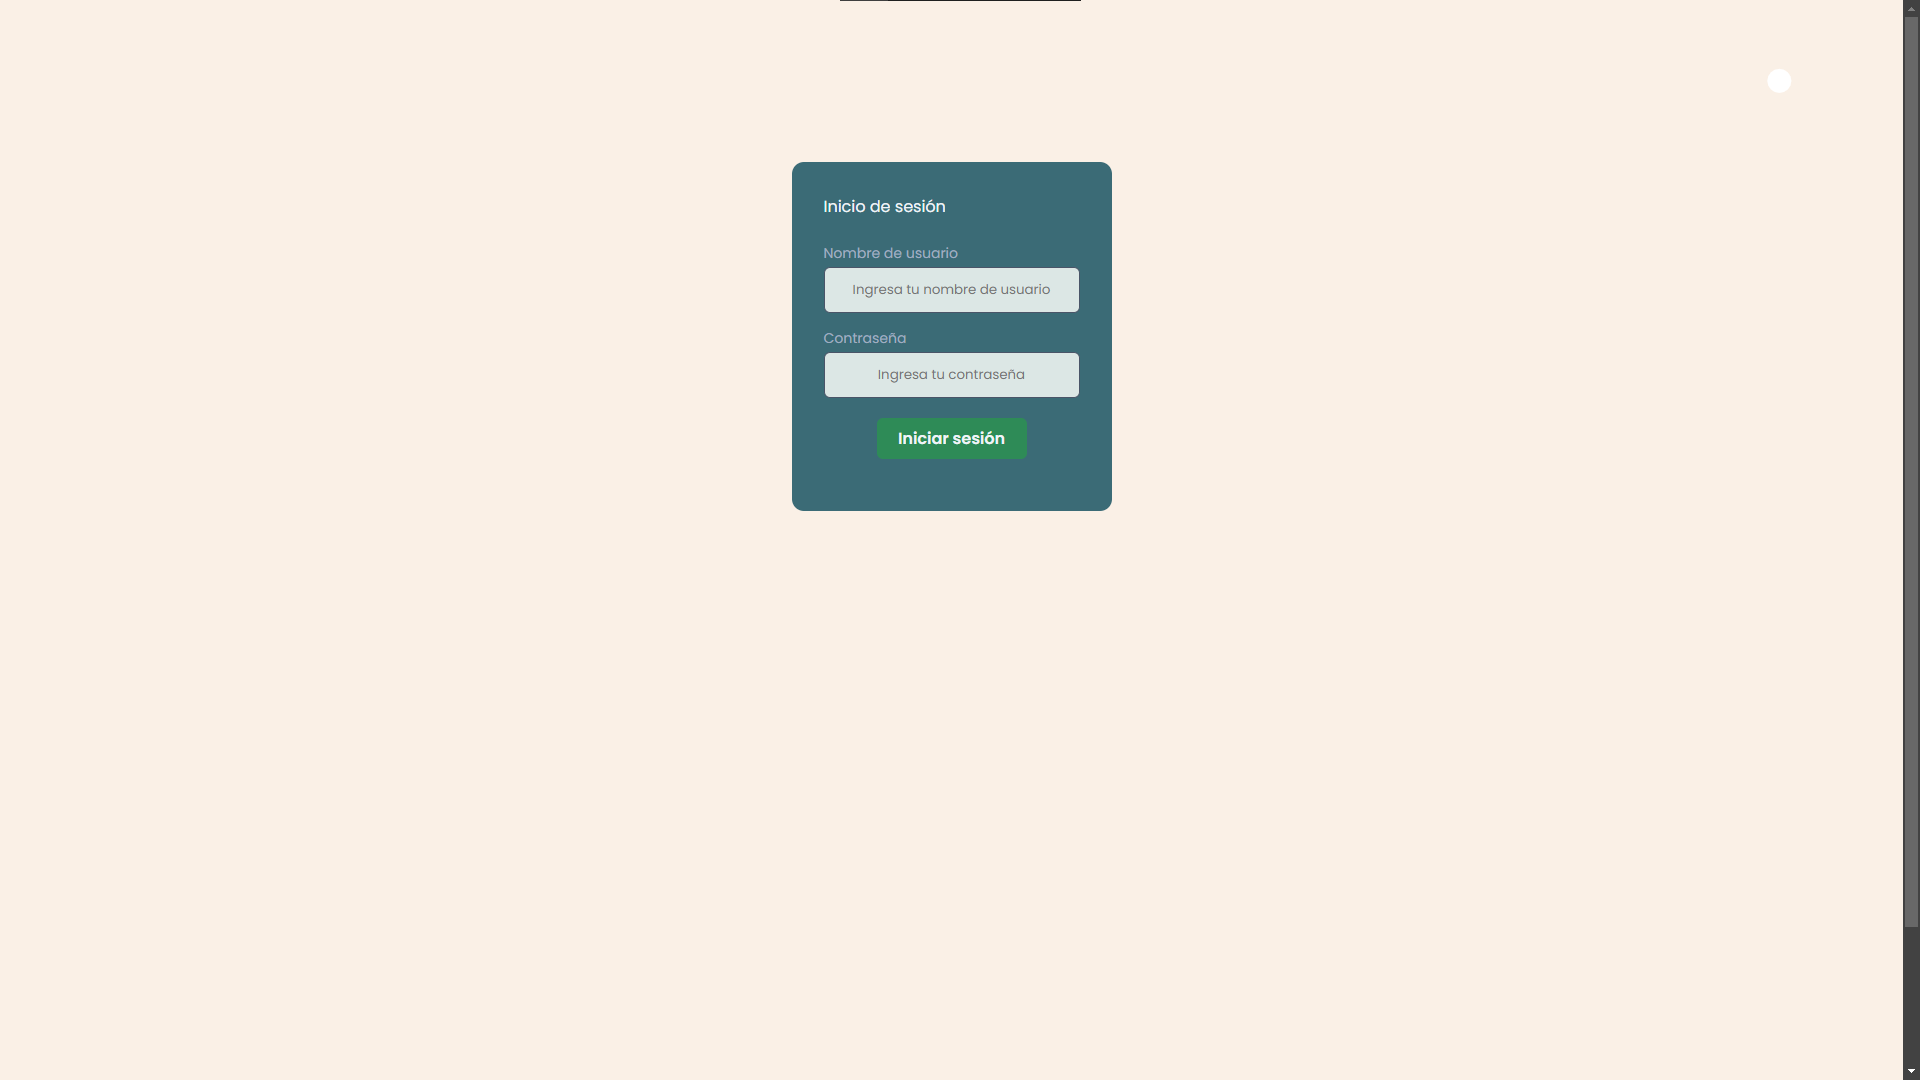 Inicio de sesión
Nombre de usuario
Ingresa tu nombre de usuario
Contraseña
Ingresa tu contraseña
Iniciar sesión